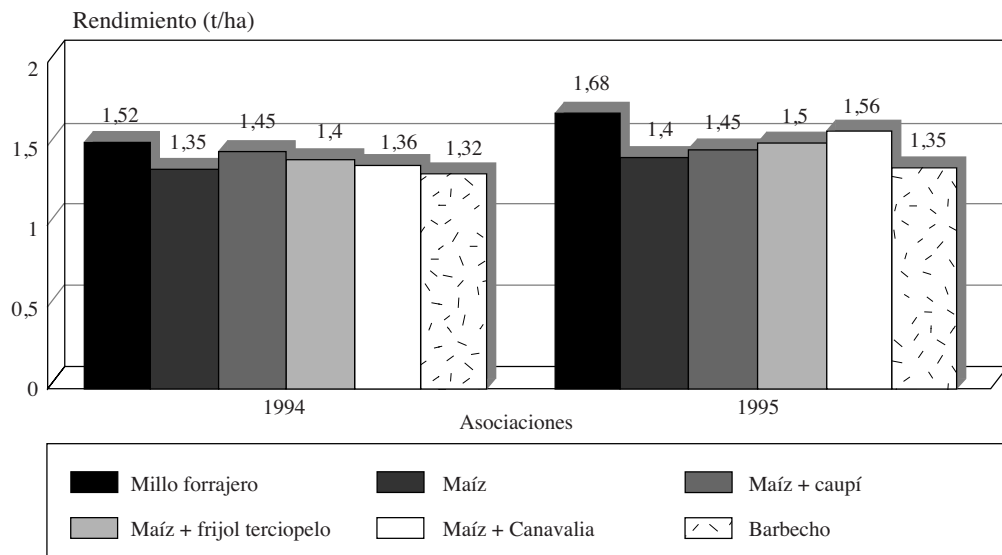 Rendimiento (t/ha)
2
1,5
1
0,5
0
1,52
1,35
1,45
1,4
1,36
1,32
1,68
1,4
1,45
1,5
1,56
1,35
1994
1995
Asociaciones
Millo forrajero
Maíz
Maíz + caupí
Maíz + frijol terciopelo
Maíz + Canavalia
Barbecho